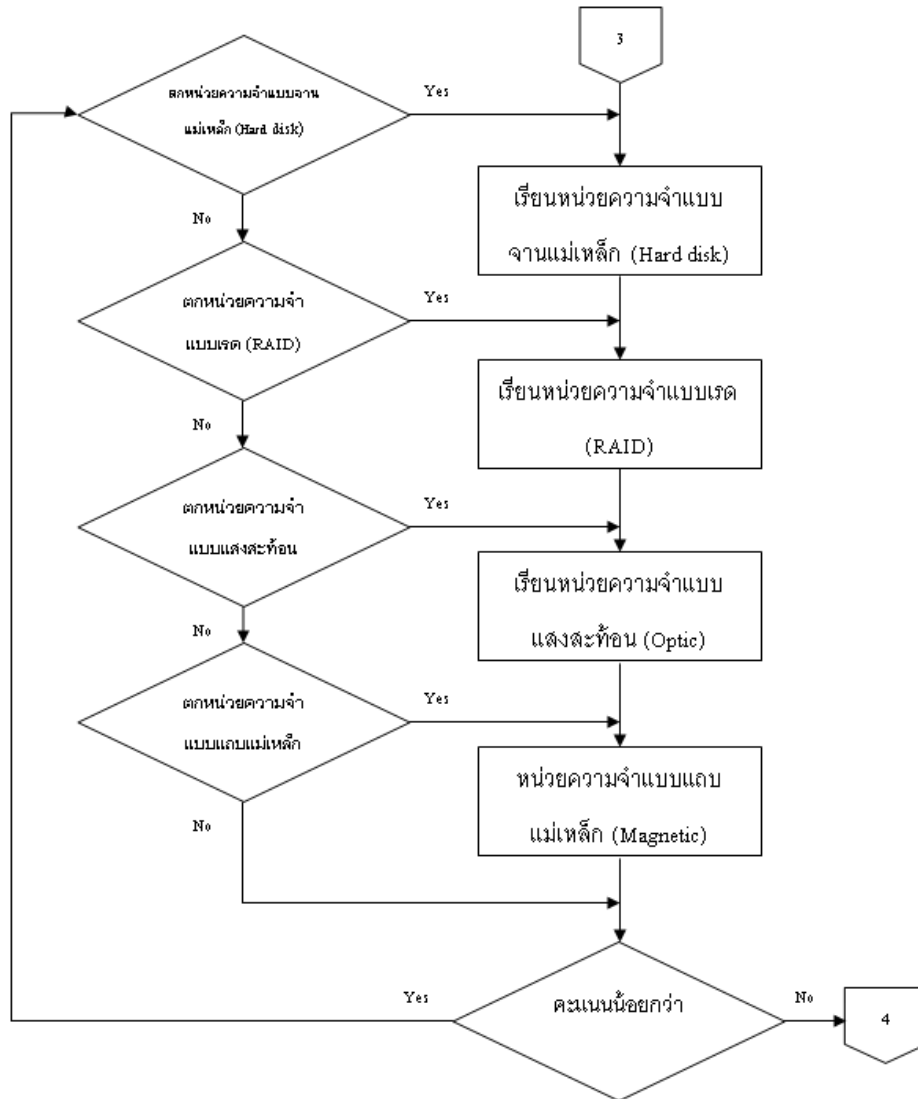 3
ตกหน่วยความจำแบบจาน
แม่เหล็ก (Hard disk)
Yes
No
เรียนหน่วยความจำแบบ
จานแม่เหล็ก (Hard disk)
ตกหน่วยความจำ
แบบเรด (RAID)
Yes
No
เรียนหน่วยความจำแบบเรด
(RAID)
ตกหน่วยความจำ
แบบแสงสะท้อน
Yes
No
เรียนหน่วยความจำแบบ
แสงสะท้อน (Optic)
ตกหน่วยความจำ
แบบแถบแม่เหล็ก
Yes
No
หน่วยความจำแบบแถบ
แม่เหล็ก (Magnetic)
Yes
คะแนนน้อยกว่า
No
4